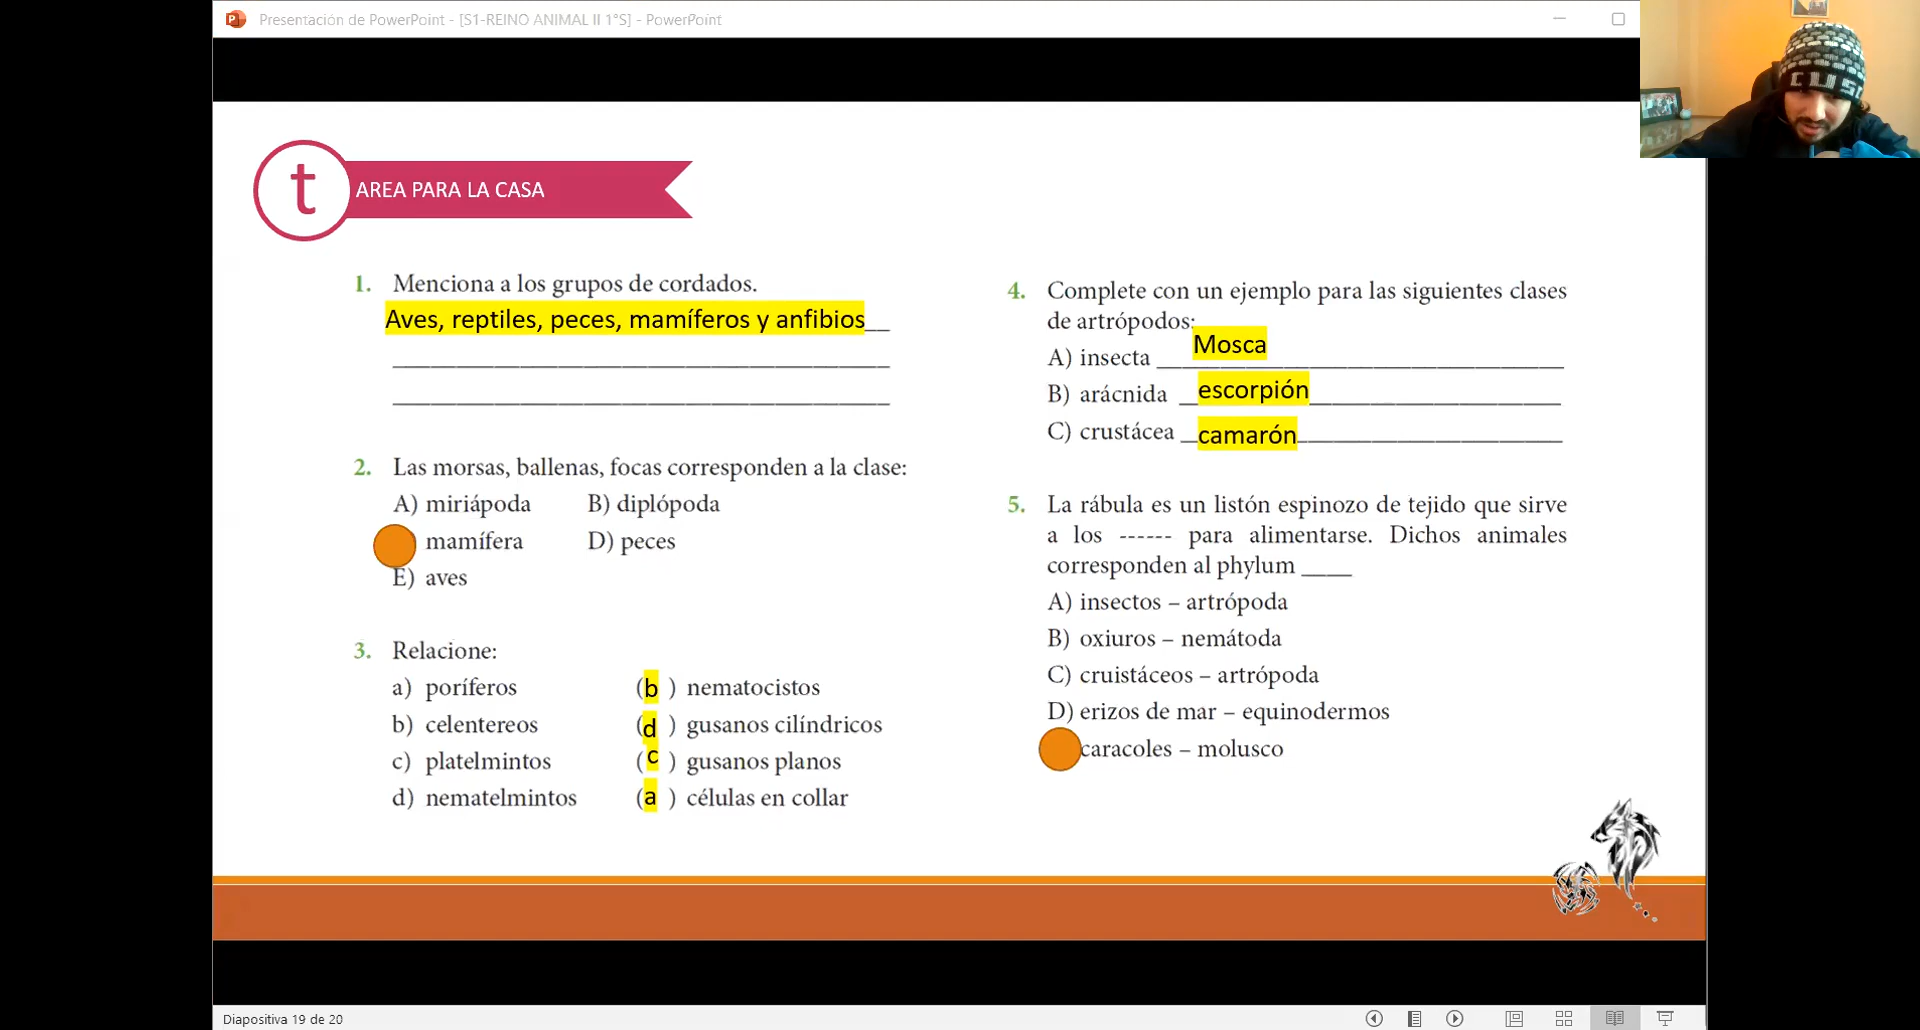 Presentación de PowerPoint - [S1-REINO ANIMAL II 1°S] - PowerPoint
CUSC
t AREA PARA LA CASA
1. Menciona a los grupos de cordados.
Aves, reptiles, peces, mamíferos y anfibios__
2. Las morsas, ballenas, focas corresponden a la clase:
A) miriápoda B) diplópoda
mamífera D) peces
E) aves
3. Relacione:
a) poríferos (b ) nematocistos
b) celentereos (d ) gusanos cilíndricos
c) platelmintos (c ) gusanos planos
d) nematelmintos (a ) células en collar
4. Complete con un ejemplo para las siguientes clases
de artrópodos:
A) insecta Mosca
B) arácnida escorpión
C) crustácea camarón
5. La rábula es un listón espinozo de tejido que sirve
a los ------ para alimentarse. Dichos animales
corresponden al phylum ____
A) insectos – artrópoda
B) oxiuros – nemátoda
C) cruistáceos – artrópoda
D) erizos de mar – equinodermos
caracoles – molusco
Diapositiva 19 de 20